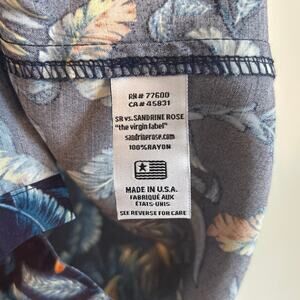 RN# 77600
CA# 45831
SR vs. SANDRINE ROSE
"the virgin label"
sandrinerose.com
100%RAYON
MADE IN U.S.A.
FABRIQUÉ AUX
ÉTATS-UNIS
SEE REVERSE FOR CARE